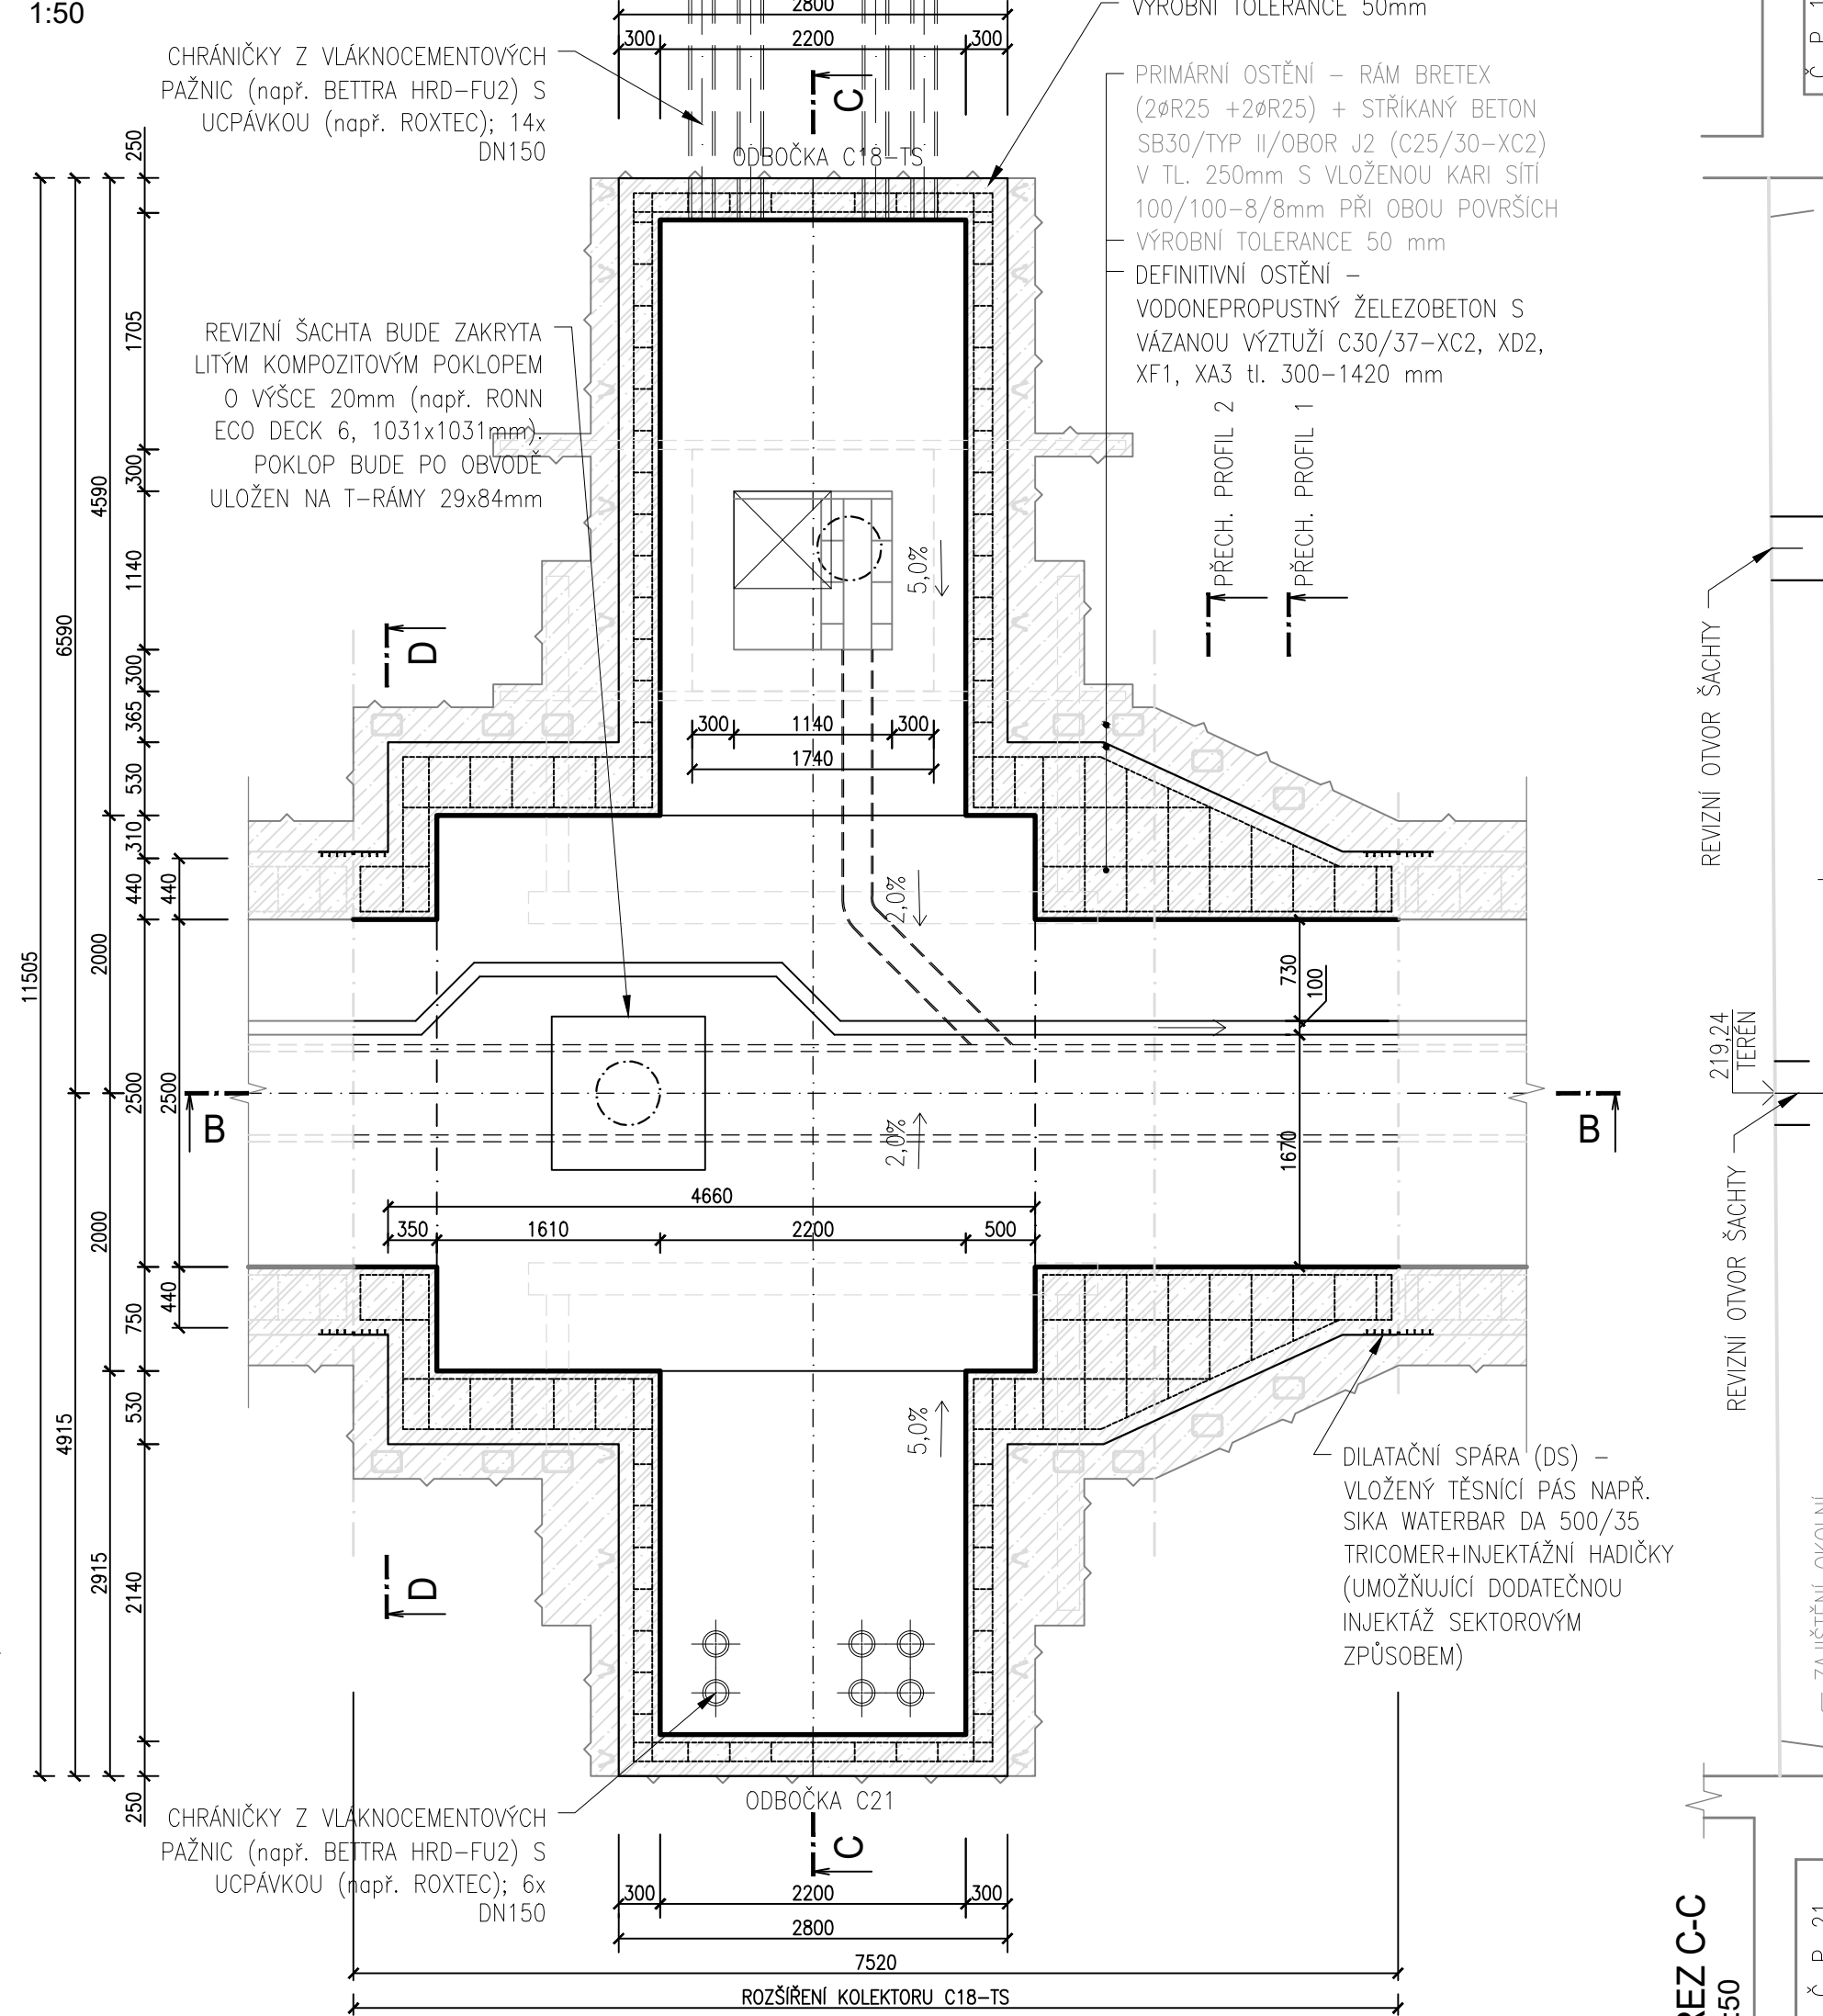 1:50
2800
VÝROBNÍ TOLERANCE 50mm
300
2200
300
CHRÁNIČKY Z VLÁKNOCEMENTOVÝCH
PAŽNIC (např. BETTRA HRD-FU2) S
UCPÁVKOU (např. ROXTEC); 14x
DN150
C
ODBOČKA C18-TS
PRIMÁRNÍ OSTĚNÍ – RÁM BRETEX
(2øR25 +2øR25) + STŘÍKANÝ BETON
SB30/TYP II/OBOR J2 (C25/30-XC2)
V TL. 250mm S VLOŽENOU KARI SÍTÍ
100/100-8/8mm PŘI OBOU POVRŠÍCH
VÝROBNÍ TOLERANCE 50 mm
DEFINITIVNÍ OSTĚNÍ –
VODONEPROPUSTNÝ ŽELEZOBETON S
VÁZANOU VÝZTUŽÍ C30/37-XC2, XD2,
XF1, XA3 tl. 300-1420 mm
REVIZNÍ ŠACHTA BUDE ZAKRYTA
LITÝM KOMPOZITOVÝM POKLOPEM
O VÝŠCE 20mm (např. RONN
ECO DECK 6, 1031x1031mm).
POKLOP BUDE PO OBVODĚ
ULOŽEN NA T-RÁMY 29x84mm
PŘECH. PROFIL 2
PŘECH. PROFIL 1
250
1705
300
1140
300
365
530
310
440
2500
750
530
2140
250
440
2500
440
4590
2000
2000
2915
6590
4915
11505
5,0%
D
300
1140
300
1740
2,0%
730
100
1670
B
B
2,0%
4660
350
1610
2200
500
5,0%
D
DILATAČNÍ SPÁRA (DS) –
VLOŽENÝ TĚSNÍCÍ PÁS NAPŘ.
SIKA WATERBAR DA 500/35
TRICOMER+INJEKTÁŽNÍ HADIČKY
(UMOŽŇUJÍCÍ DODATEČNOU
INJEKTÁŽ SEKTOROVÝM
ZPŮSOBEM)
ODBOČKA C21
C
CHRÁNIČKY Z VLÁKNOCEMENTOVÝCH
PAŽNIC (např. BETTRA HRD-FU2) S
UCPÁVKOU (např. ROXTEC); 6x
DN150
300
2200
300
2800
7520
ROZŠÍŘENÍ KOLEKTORU C18-TS
REVIZNÍ OTVOR ŠACHTY
219,24
TERÉN
REVIZNÍ OTVOR ŠACHTY
Č. P. 21